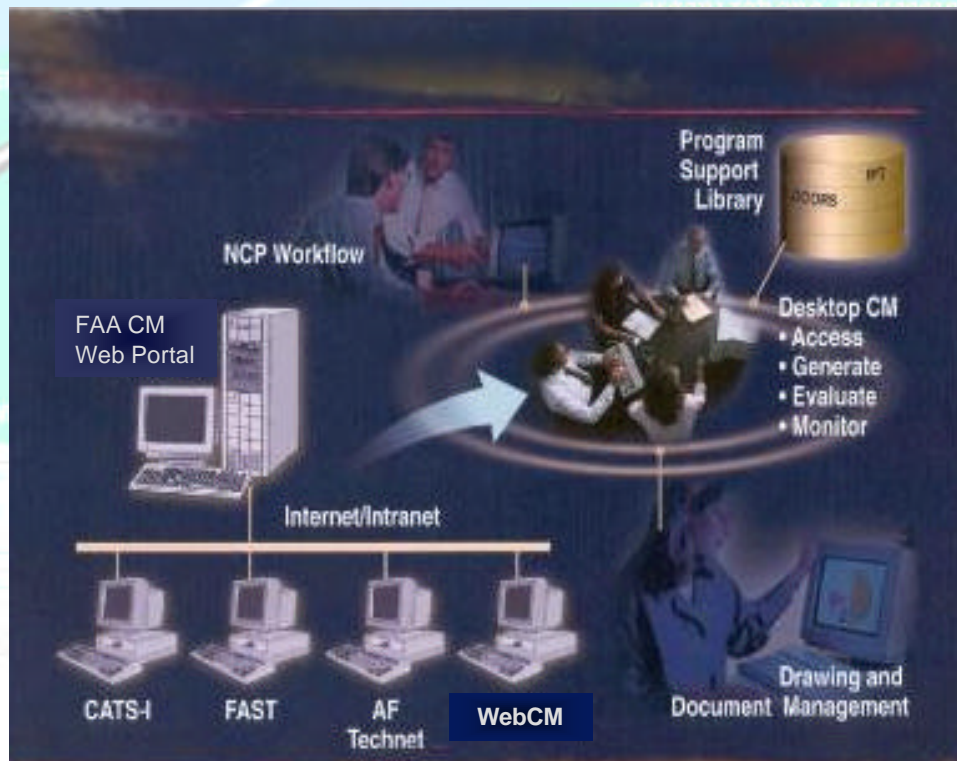 Program
Support
Library
IPT
DOORS
NCP Workflow
FAA CM
Web Portal
Desktop CM
• Access
• Generate
• Evaluate
• Monitor
Internet/Intranet
CATS-I
FAST
AF
Technet
WebCM
Drawing and
Document Management